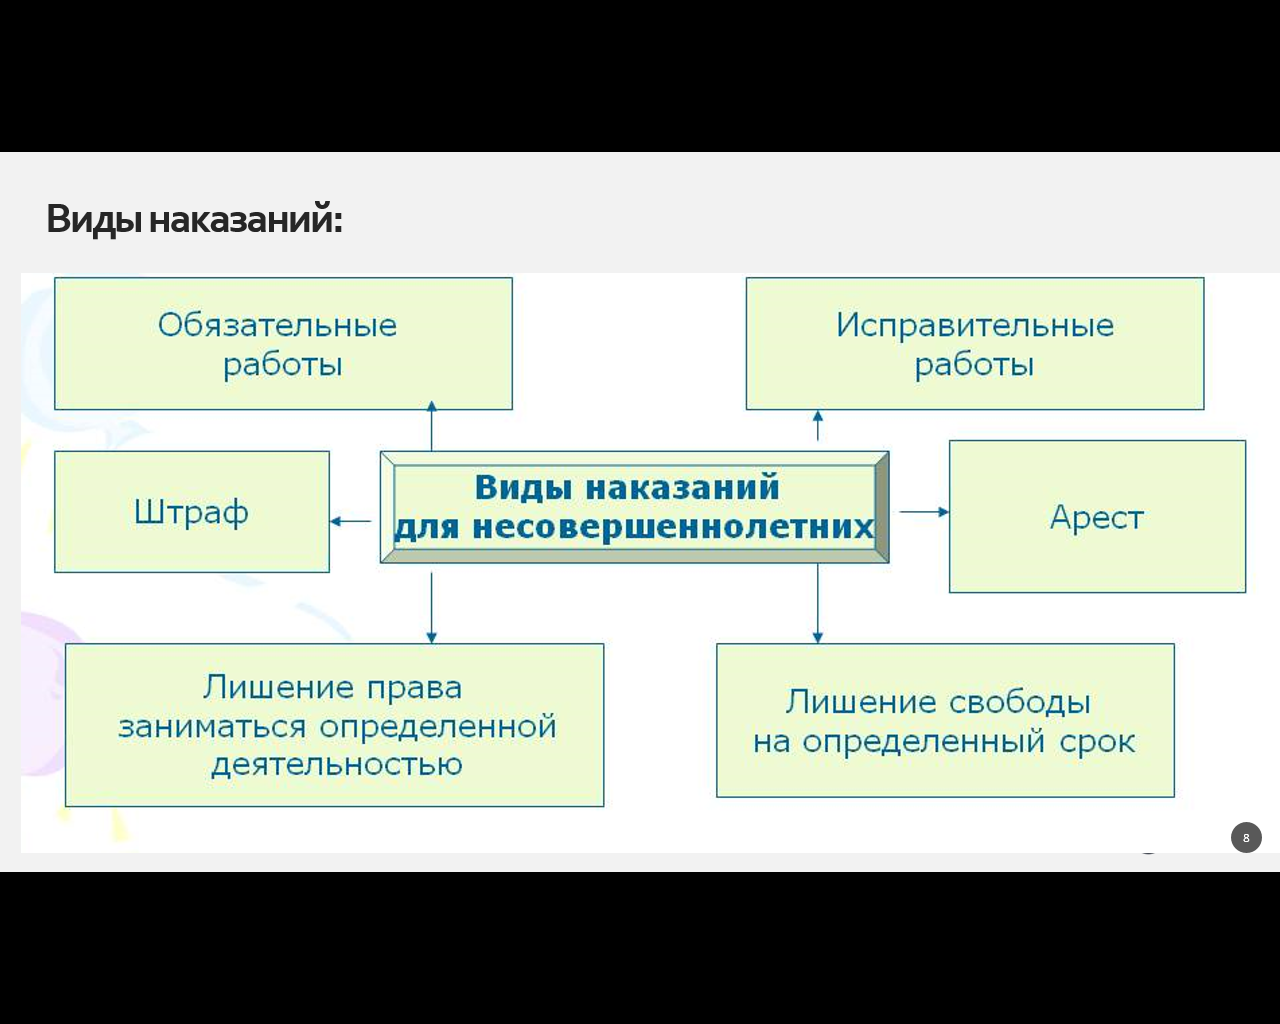 Виды наказаний:
Обязательные
работы
Исправительные
работы
Штраф
Виды наказаний
для несовершеннолетних
Арест
Лишение права
заниматься определенной
деятельностью
Лишение свободы
на определенный срок
8